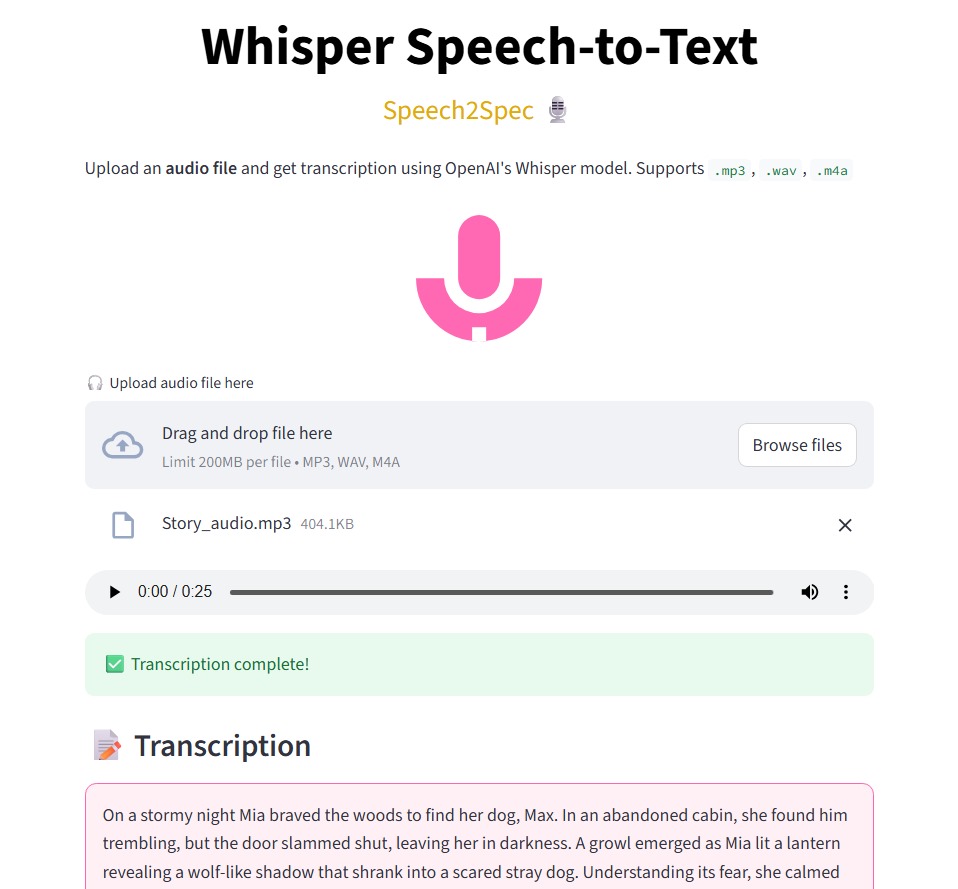 Whisper Speech-to-Text
Speech2Spec
Upload an audio file and get transcription using OpenAI's Whisper model. Supports .mp3 , .wav , .m4a
Upload audio file here
Drag and drop file here
Limit 200MB per file • MP3, WAV, M4A
Browse files
Story_audio.mp3 404.1KB
0:00 / 0:25
Transcription complete!
Transcription
On a stormy night Mia braved the woods to find her dog, Max. In an abandoned cabin, she found him
trembling, but the door slammed shut, leaving her in darkness. A growl emerged as Mia lit a lantern
revealing a wolf-like shadow that shrank into a scared stray dog. Understanding its fear, she calmed